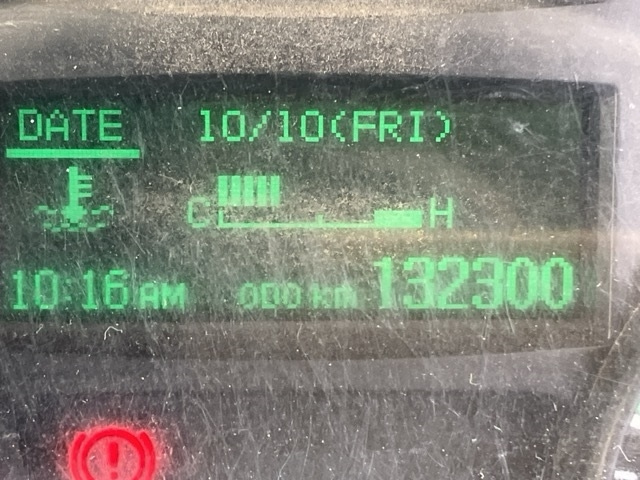 DATE 10/10(FRI)
C H
10:16 AM ODO km 132300